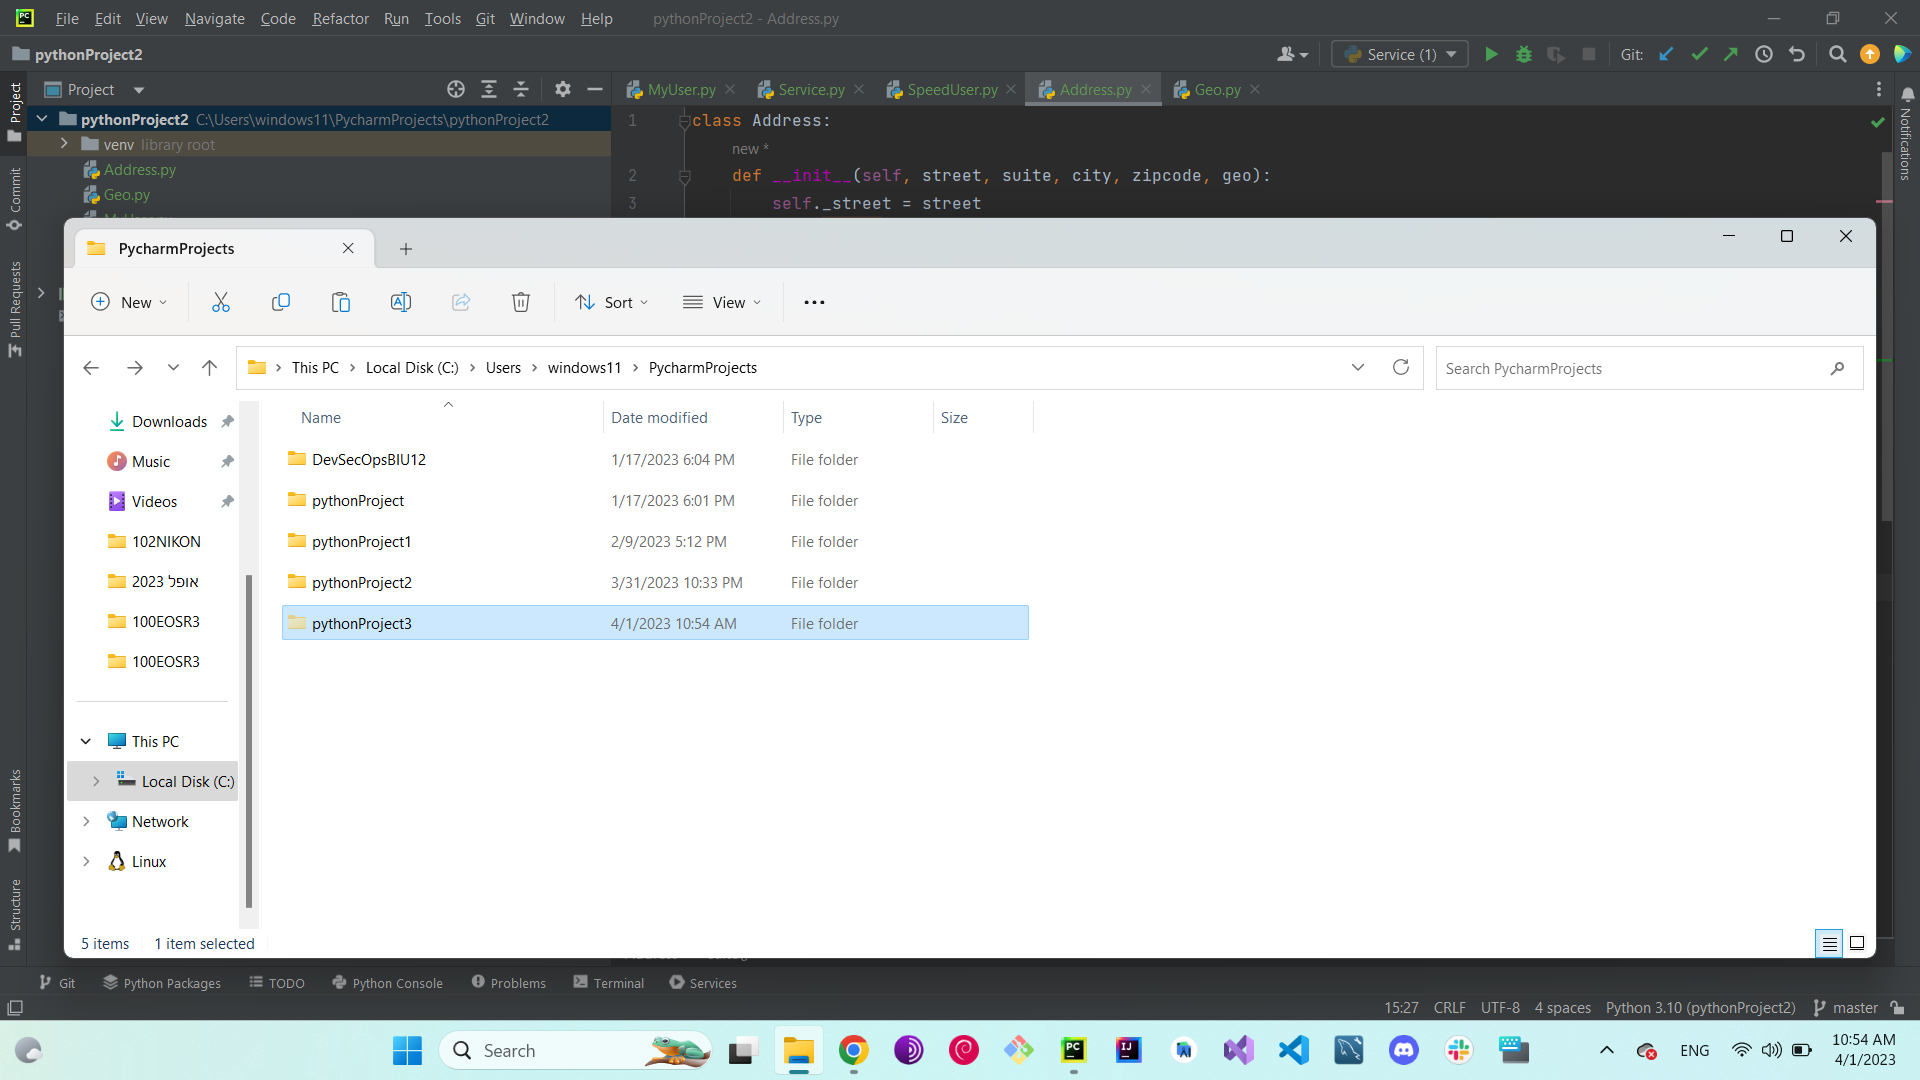 File Edit View Navigate Code Refactor Run Tools Git Window Help pythonProject2 - Address.py
pythonProject2 Service (1) Git:
Project
MyUser.py Service.py SpeedUser.py Address.py Geo.py
pythonProject2 C:\Users\windows11\PycharmProjects\pythonProject2
venv library root
Address.py
Geo.py
1 class Address:
new *
2 def __init__(self, street, suite, city, zipcode, geo):
3 self._street = street
Project
Commit
Pull Requests
Bookmarks
Structure
Notifications
PycharmProjects
New Sort View
This PC Local Disk (C:) Users windows11 PycharmProjects
Search PycharmProjects
Downloads
Music
Videos
102NIKON
אופל 2023
100EOSR3
100EOSR3
This PC
Local Disk (C:)
Network
Linux
Name Date modified Type Size
DevSecOpsBIU12 1/17/2023 6:04 PM File folder
pythonProject 1/17/2023 6:01 PM File folder
pythonProject1 2/9/2023 5:12 PM File folder
pythonProject2 3/31/2023 10:33 PM File folder
pythonProject3 4/1/2023 10:54 AM File folder
5 items 1 item selected
Git Python Packages TODO Python Console Problems Terminal Services
15:27 CRLF UTF-8 4 spaces Python 3.10 (pythonProject2) master
Search
ENG
10:54 AM
4/1/2023